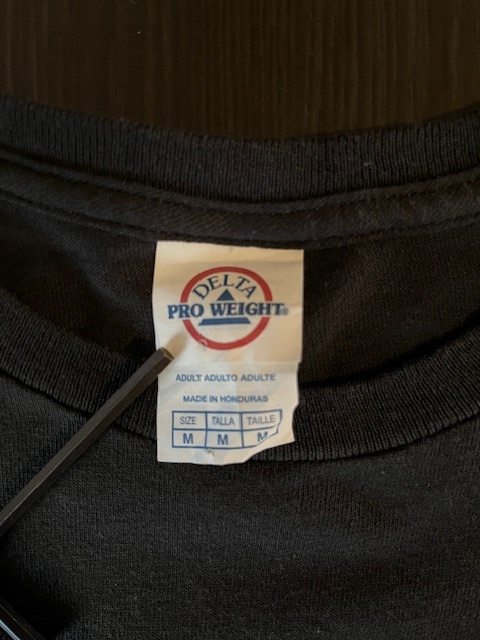 DELTA
PRO WEIGHT®
ADULT ADULTO ADULTE
MADE IN HONDURAS
SIZE TALLA TAILLE
M M M